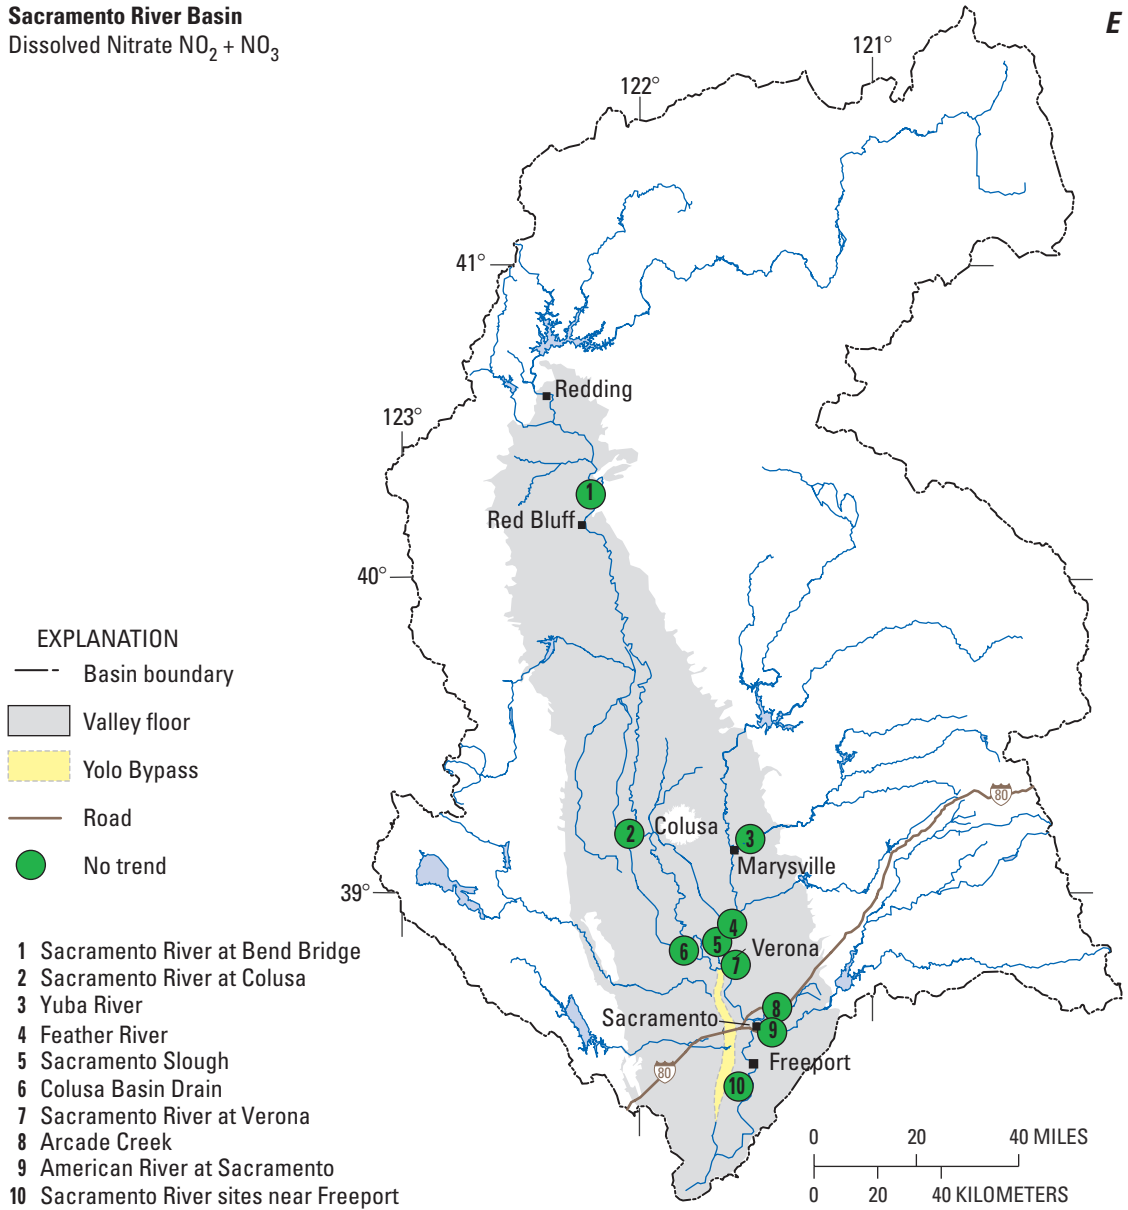 Sacramento River Basin
Dissolved Nitrate NO2 + NO3
E
121°
122°
41°
Redding
123°
1
Red Bluff
40°
EXPLANATION
Basin boundary
Valley floor
Yolo Bypass
Road
No trend
80
2
Colusa
3
Marysville
39°
4
5
6
Verona
7
8
Sacramento
9
Freeport
80
10
1 Sacramento River at Bend Bridge
2 Sacramento River at Colusa
3 Yuba River
4 Feather River
5 Sacramento Slough
6 Colusa Basin Drain
7 Sacramento River at Verona
8 Arcade Creek
9 American River at Sacramento
10 Sacramento River sites near Freeport
0 20 40 MILES
0 20 40 KILOMETERS